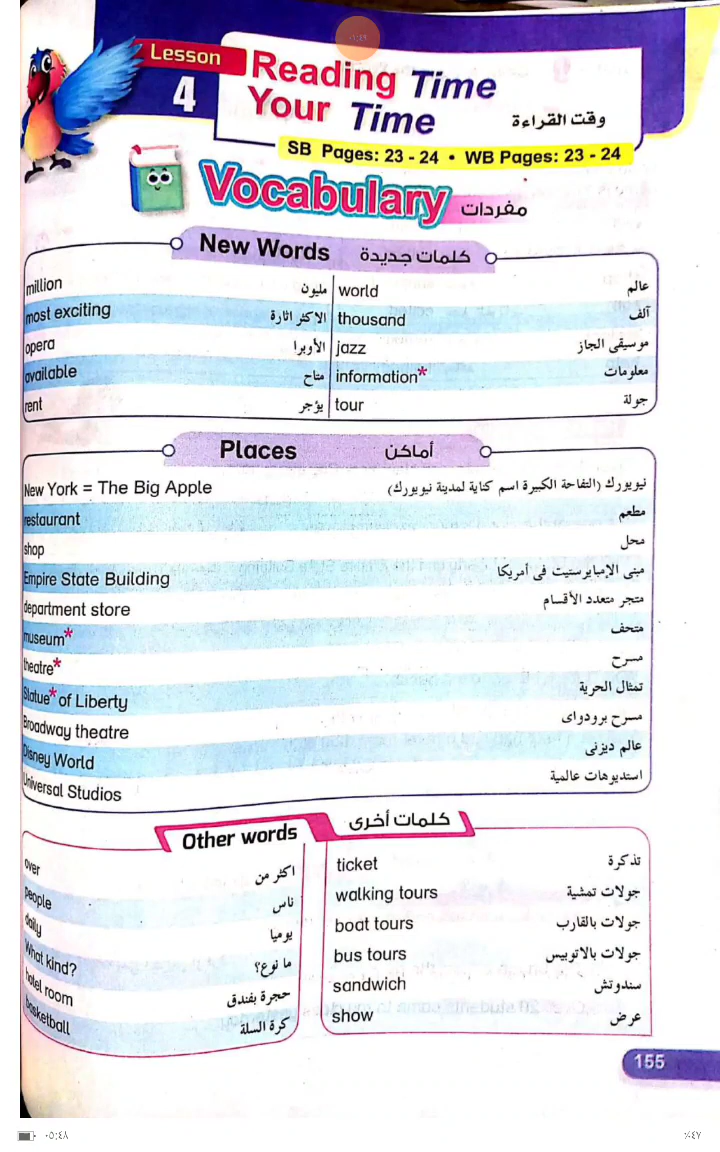 Lesson 4
Reading Time
Your Time
وقت القراءة
SB Pages: 23 - 24 • WB Pages: 23 - 24
Vocabulary مفردات
New Words كلمات جديدة
million مليون
world عالم
most exciting الاكثر اثارة
thousand آلف
opera الأوبرا
jazz موسيقى الجاز
available متاح
information* معلومات
rent يؤجر
tour جولة
Places أماكن
New York = The Big Apple نيويورك (التفاحة الكبيرة اسم كناية لمدينة نيويورك)
restaurant مطعم
shop محل
Empire State Building مبنى الإمبايرستيت فى أمريكا
department store متجر متعدد الأقسام
museum* متحف
theatre* مسرح
Statue* of Liberty تمثال الحرية
Broadway theatre مسرح برودواى
Disney World عالم ديزنى
Universal Studios استديوهات عالمية
Other words كلمات أخرى
over اكثر من
people ناس
daily يوميا
What kind? ما نوع؟
hotel room حجرة بفندق
basketball كرة السلة
ticket تذكرة
walking tours جولات تمشية
boat tours جولات بالقارب
bus tours جولات بالاتوبيس
sandwich سندوتش
show عرض
155
٠٥:٤٨
٪٤٧